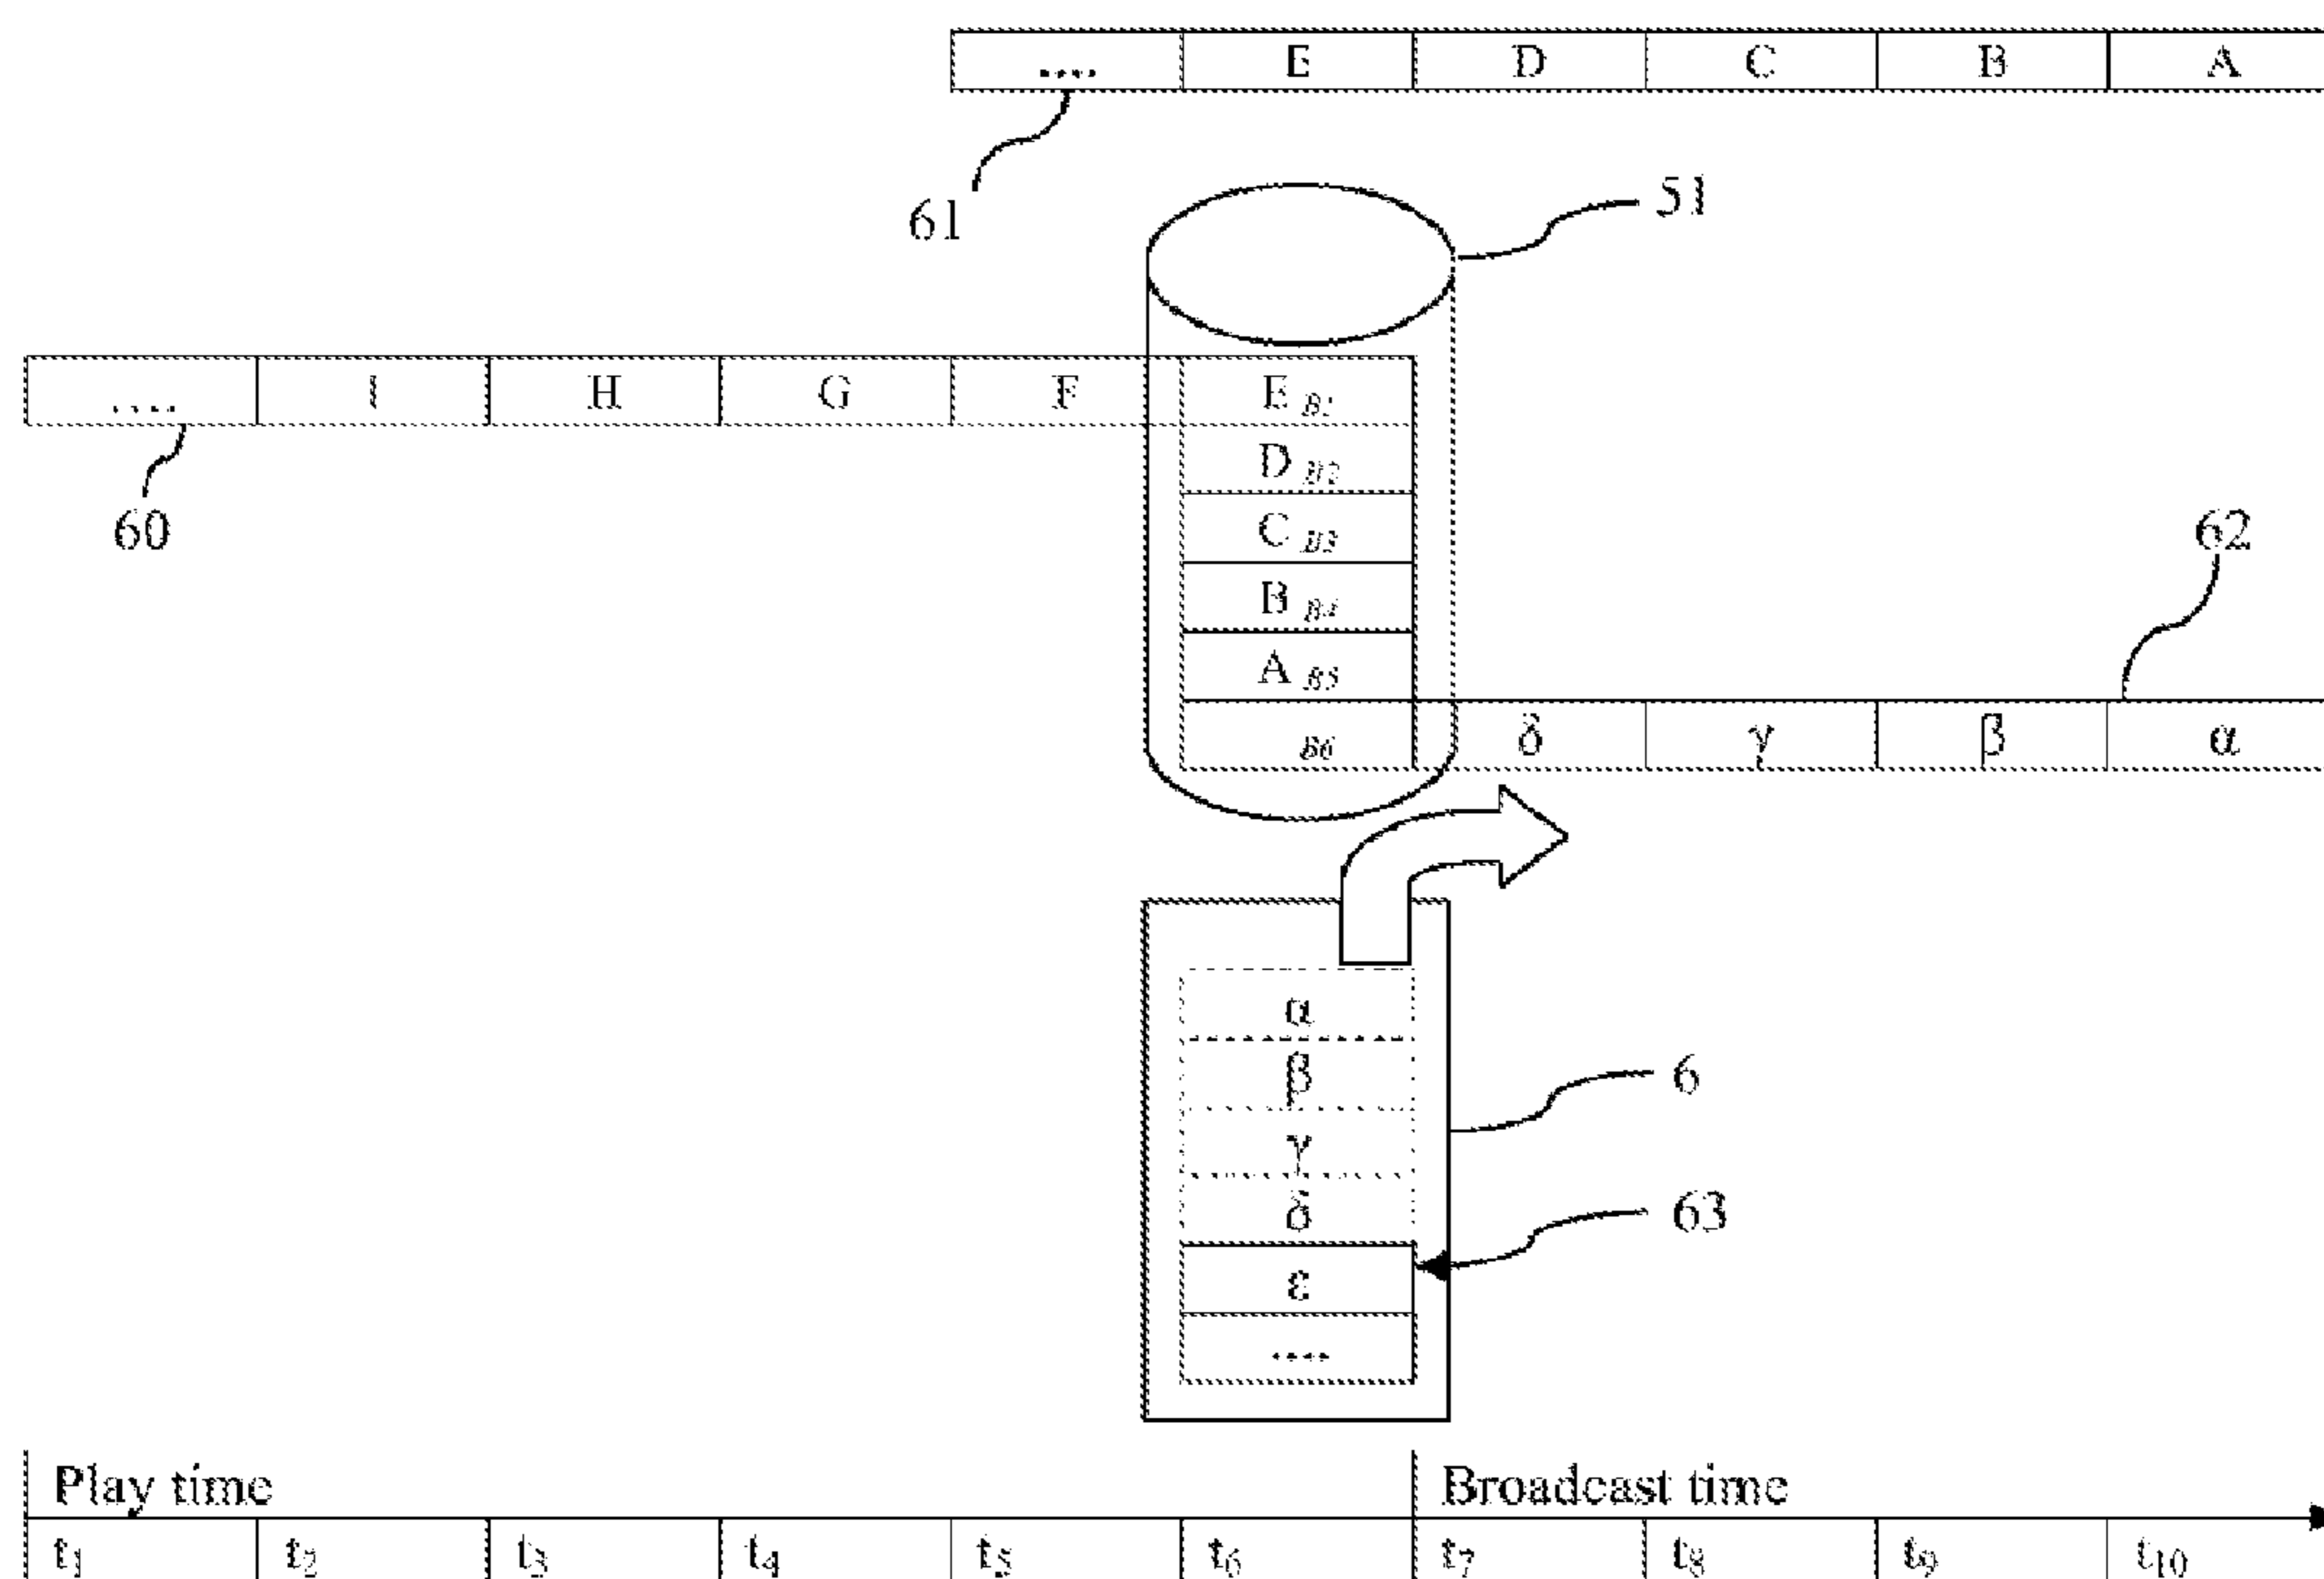 .... E D C B A
61
51
.... I H G F E B1
D B2
C B3
60
62
B B4
A B5
B6 δ γ β α
α
β
6
γ
δ
63
ε
....
Play time Broadcast time
t1 t2 t3 t4 t5 t6 t7 t8 t9 t10